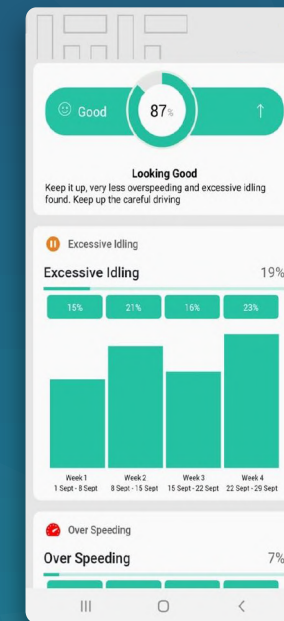 Good
87%
↑
Looking Good
Keep it up, very less overspeeding and excessive idling
found. Keep up the careful driving
Excessive Idling
Excessive Idling 19%
15% 21% 16% 23%
Week 1 Week 2 Week 3 Week 4
1 Sept - 8 Sept 8 Sept - 15 Sept 15 Sept - 22 Sept 22 Sept - 29 Sept
Over Speeding
Over Speeding 7%